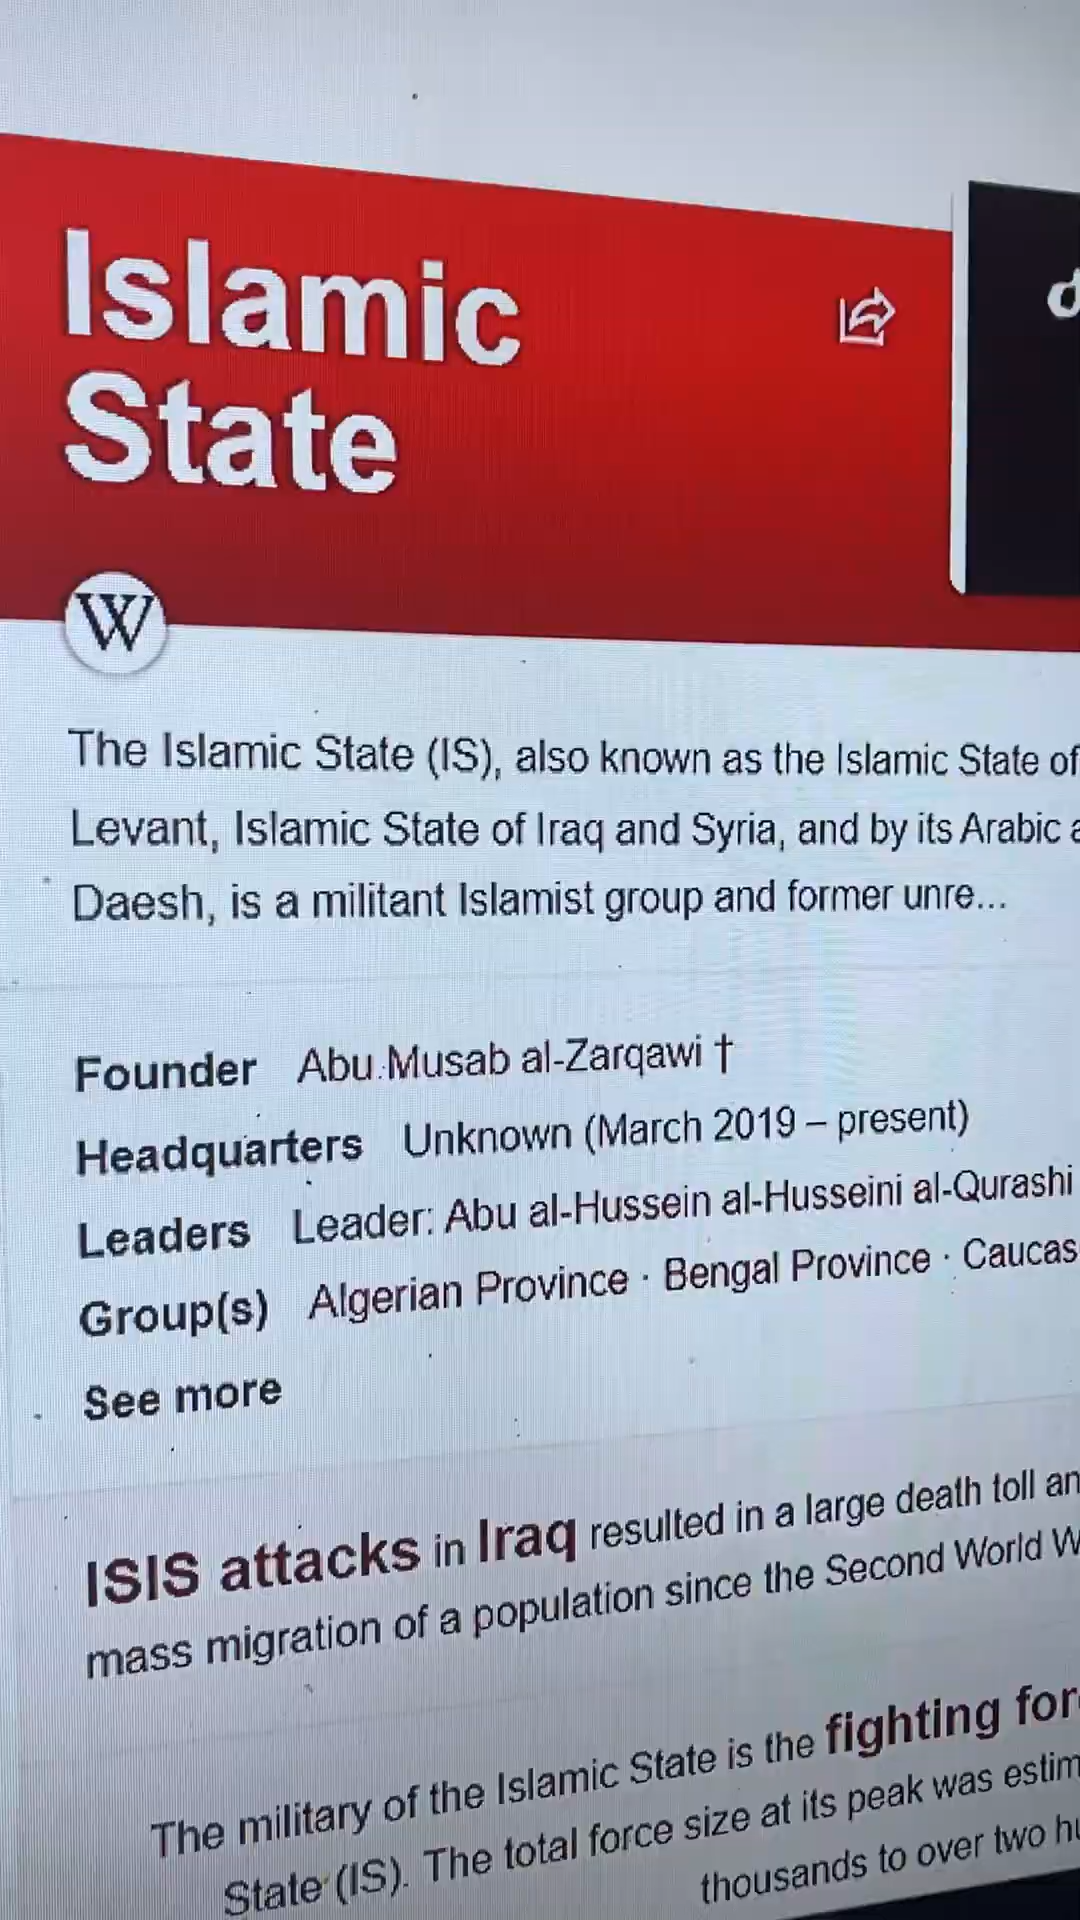 Islamic
State
W
The Islamic State (IS), also known as the Islamic State of
Levant, Islamic State of Iraq and Syria, and by its Arabic
Daesh, is a militant Islamist group and former unre...
Founder Abu Musab al-Zarqawi †
Headquarters Unknown (March 2019 – present)
Leaders Leader: Abu al-Hussein al-Husseini al-Qurashi
Group(s) Algerian Province · Bengal Province · Caucas
See more
ISIS attacks in Iraq resulted in a large death toll an
mass migration of a population since the Second World W
The military of the Islamic State is the fighting for
State (IS). The total force size at its peak was estim
thousands to over two hu